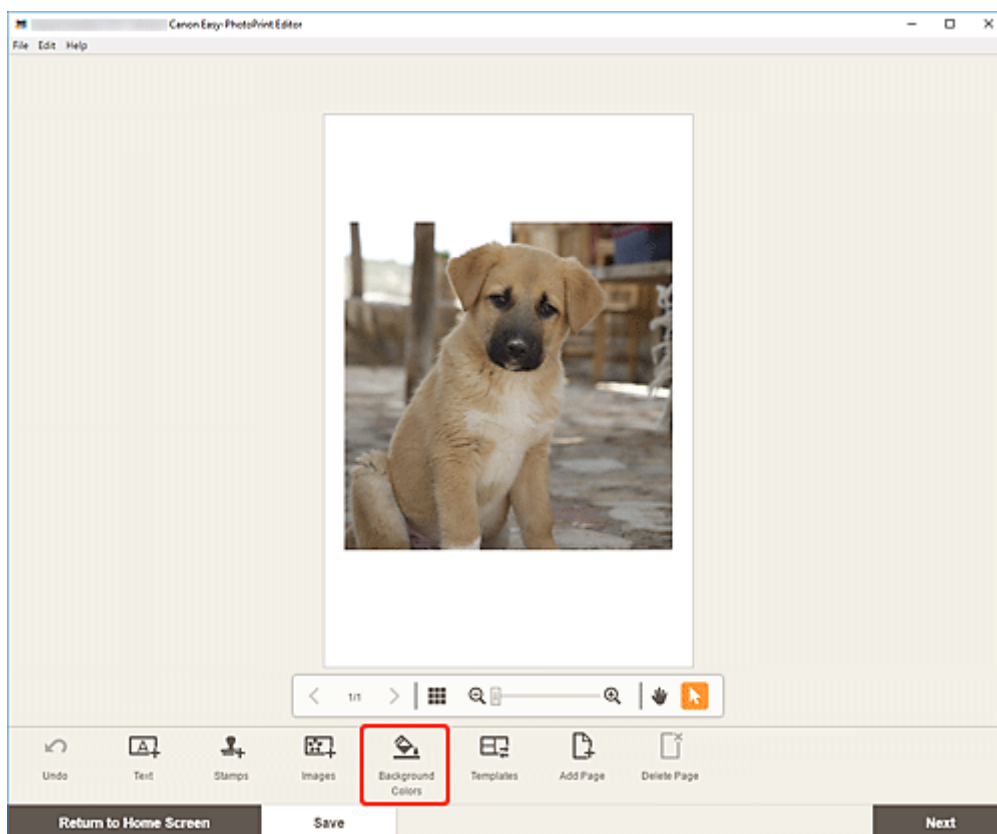 Canon Easy-PhotoPrint Editor
File Edit Help
1/1
Undo
Text
Stamps
Images
Background
Colors
Templates
Add Page
Delete Page
Return to Home Screen
Save
Next